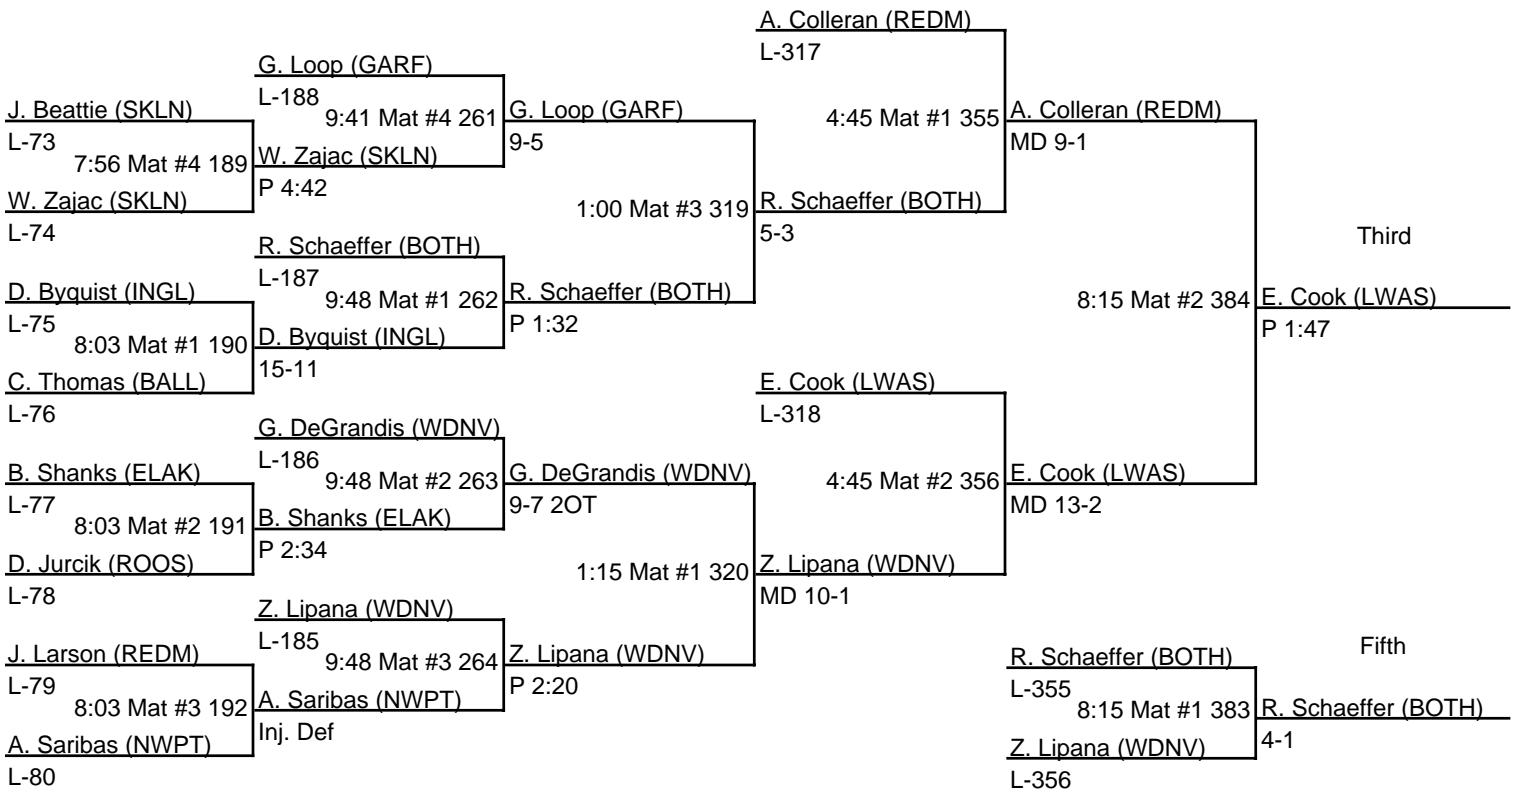 A. Colleran (REDM)
L-317
G. Loop (GARF)
L-188
9:41 Mat #4 261
G. Loop (GARF)
9-5
4:45 Mat #1 355
A. Colleran (REDM)
MD 9-1
J. Beattie (SKLN)
L-73
7:56 Mat #4 189
W. Zajac (SKLN)
P 4:42
W. Zajac (SKLN)
L-74
1:00 Mat #3 319
R. Schaeffer (BOTH)
5-3
Third
R. Schaeffer (BOTH)
L-187
9:48 Mat #1 262
R. Schaeffer (BOTH)
P 1:32
8:15 Mat #2 384
E. Cook (LWAS)
P 1:47
D. Byquist (INGL)
L-75
8:03 Mat #1 190
D. Byquist (INGL)
15-11
C. Thomas (BALL)
L-76
E. Cook (LWAS)
L-318
G. DeGrandis (WDNV)
L-186
9:48 Mat #2 263
G. DeGrandis (WDNV)
9-7 2OT
4:45 Mat #2 356
E. Cook (LWAS)
MD 13-2
B. Shanks (ELAK)
L-77
8:03 Mat #2 191
B. Shanks (ELAK)
P 2:34
D. Jurcik (ROOS)
L-78
1:15 Mat #1 320
Z. Lipana (WDNV)
MD 10-1
Z. Lipana (WDNV)
L-185
9:48 Mat #3 264
Z. Lipana (WDNV)
P 2:20
J. Larson (REDM)
L-79
8:03 Mat #3 192
A. Saribas (NWPT)
Inj. Def
A. Saribas (NWPT)
L-80
Fifth
R. Schaeffer (BOTH)
L-355
8:15 Mat #1 383
R. Schaeffer (BOTH)
4-1
Z. Lipana (WDNV)
L-356